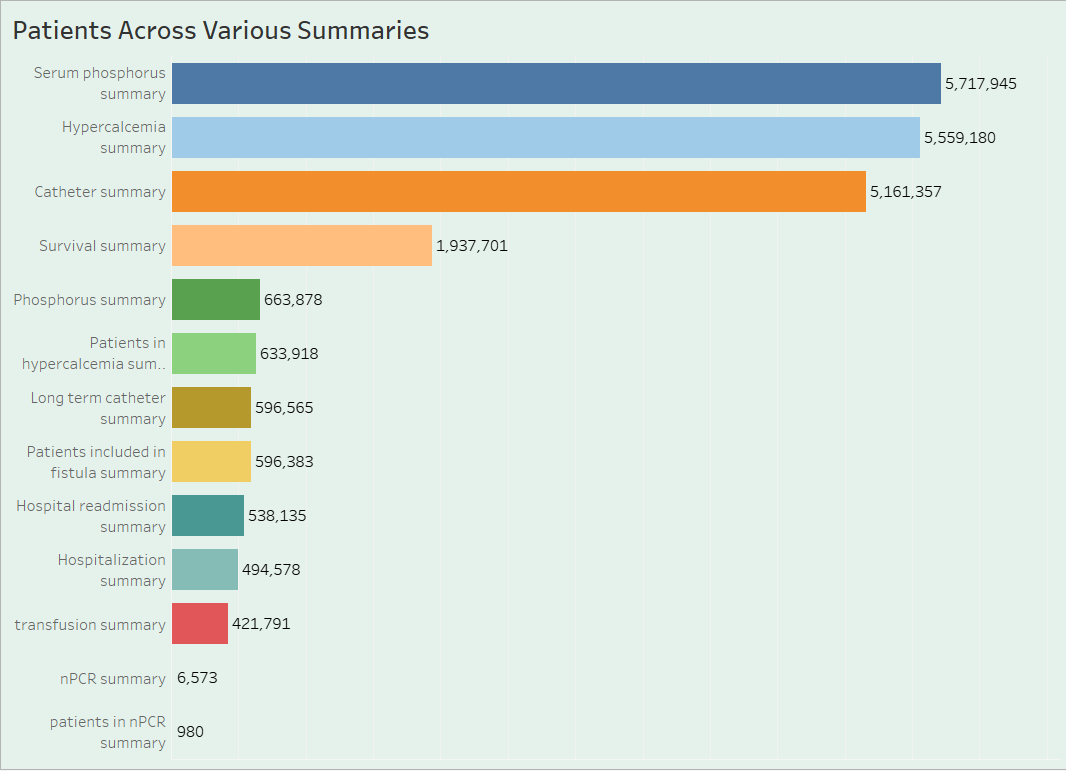 Patients Across Various Summaries
Serum phosphorus
summary
5,717,945
Hypercalcemia
summary
5,559,180
Catheter summary
5,161,357
Survival summary
1,937,701
Phosphorus summary
663,878
Patients in
hypercalcemia sum..
633,918
Long term catheter
summary
596,565
Patients included in
fistula summary
596,383
Hospital readmission
summary
538,135
Hospitalization
summary
494,578
transfusion summary
421,791
nPCR summary
6,573
patients in nPCR
summary
980